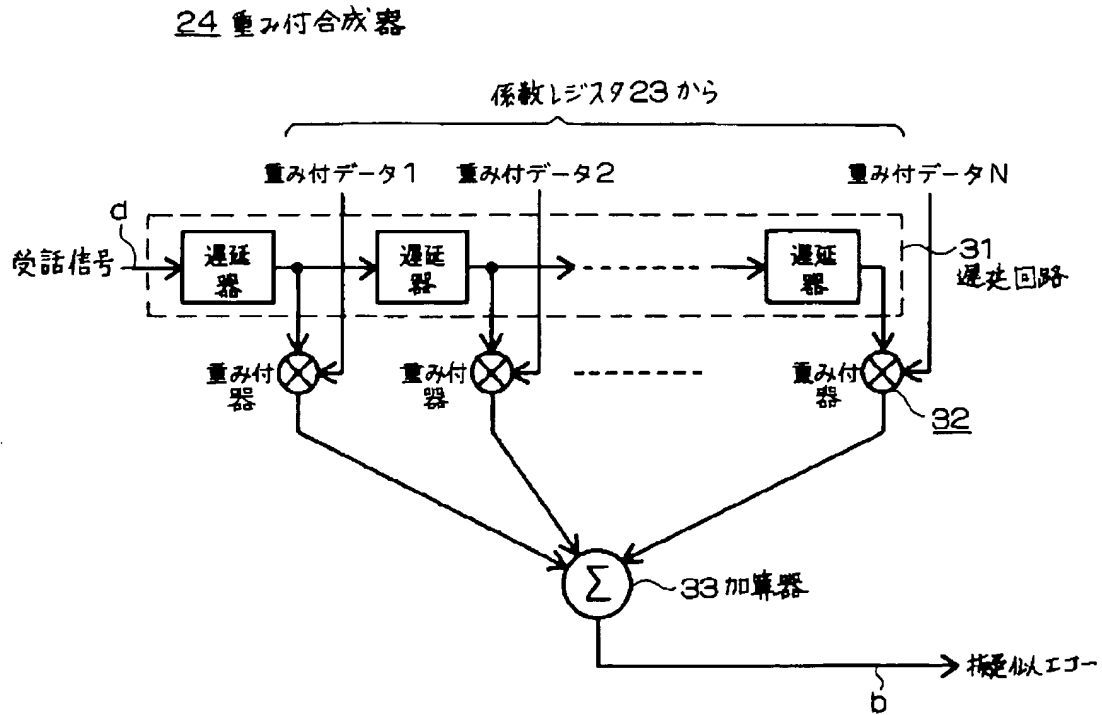 24 重み付合成器
係数レジスタ23から
重み付データ1
重み付データ2
重み付データN
d
受話信号
遅延
器
遅延
器
遅延
器
31
遅延回路
重み付
器
重み付
器
重み付
器
32
Σ
33 加算器
b
擬似エコー